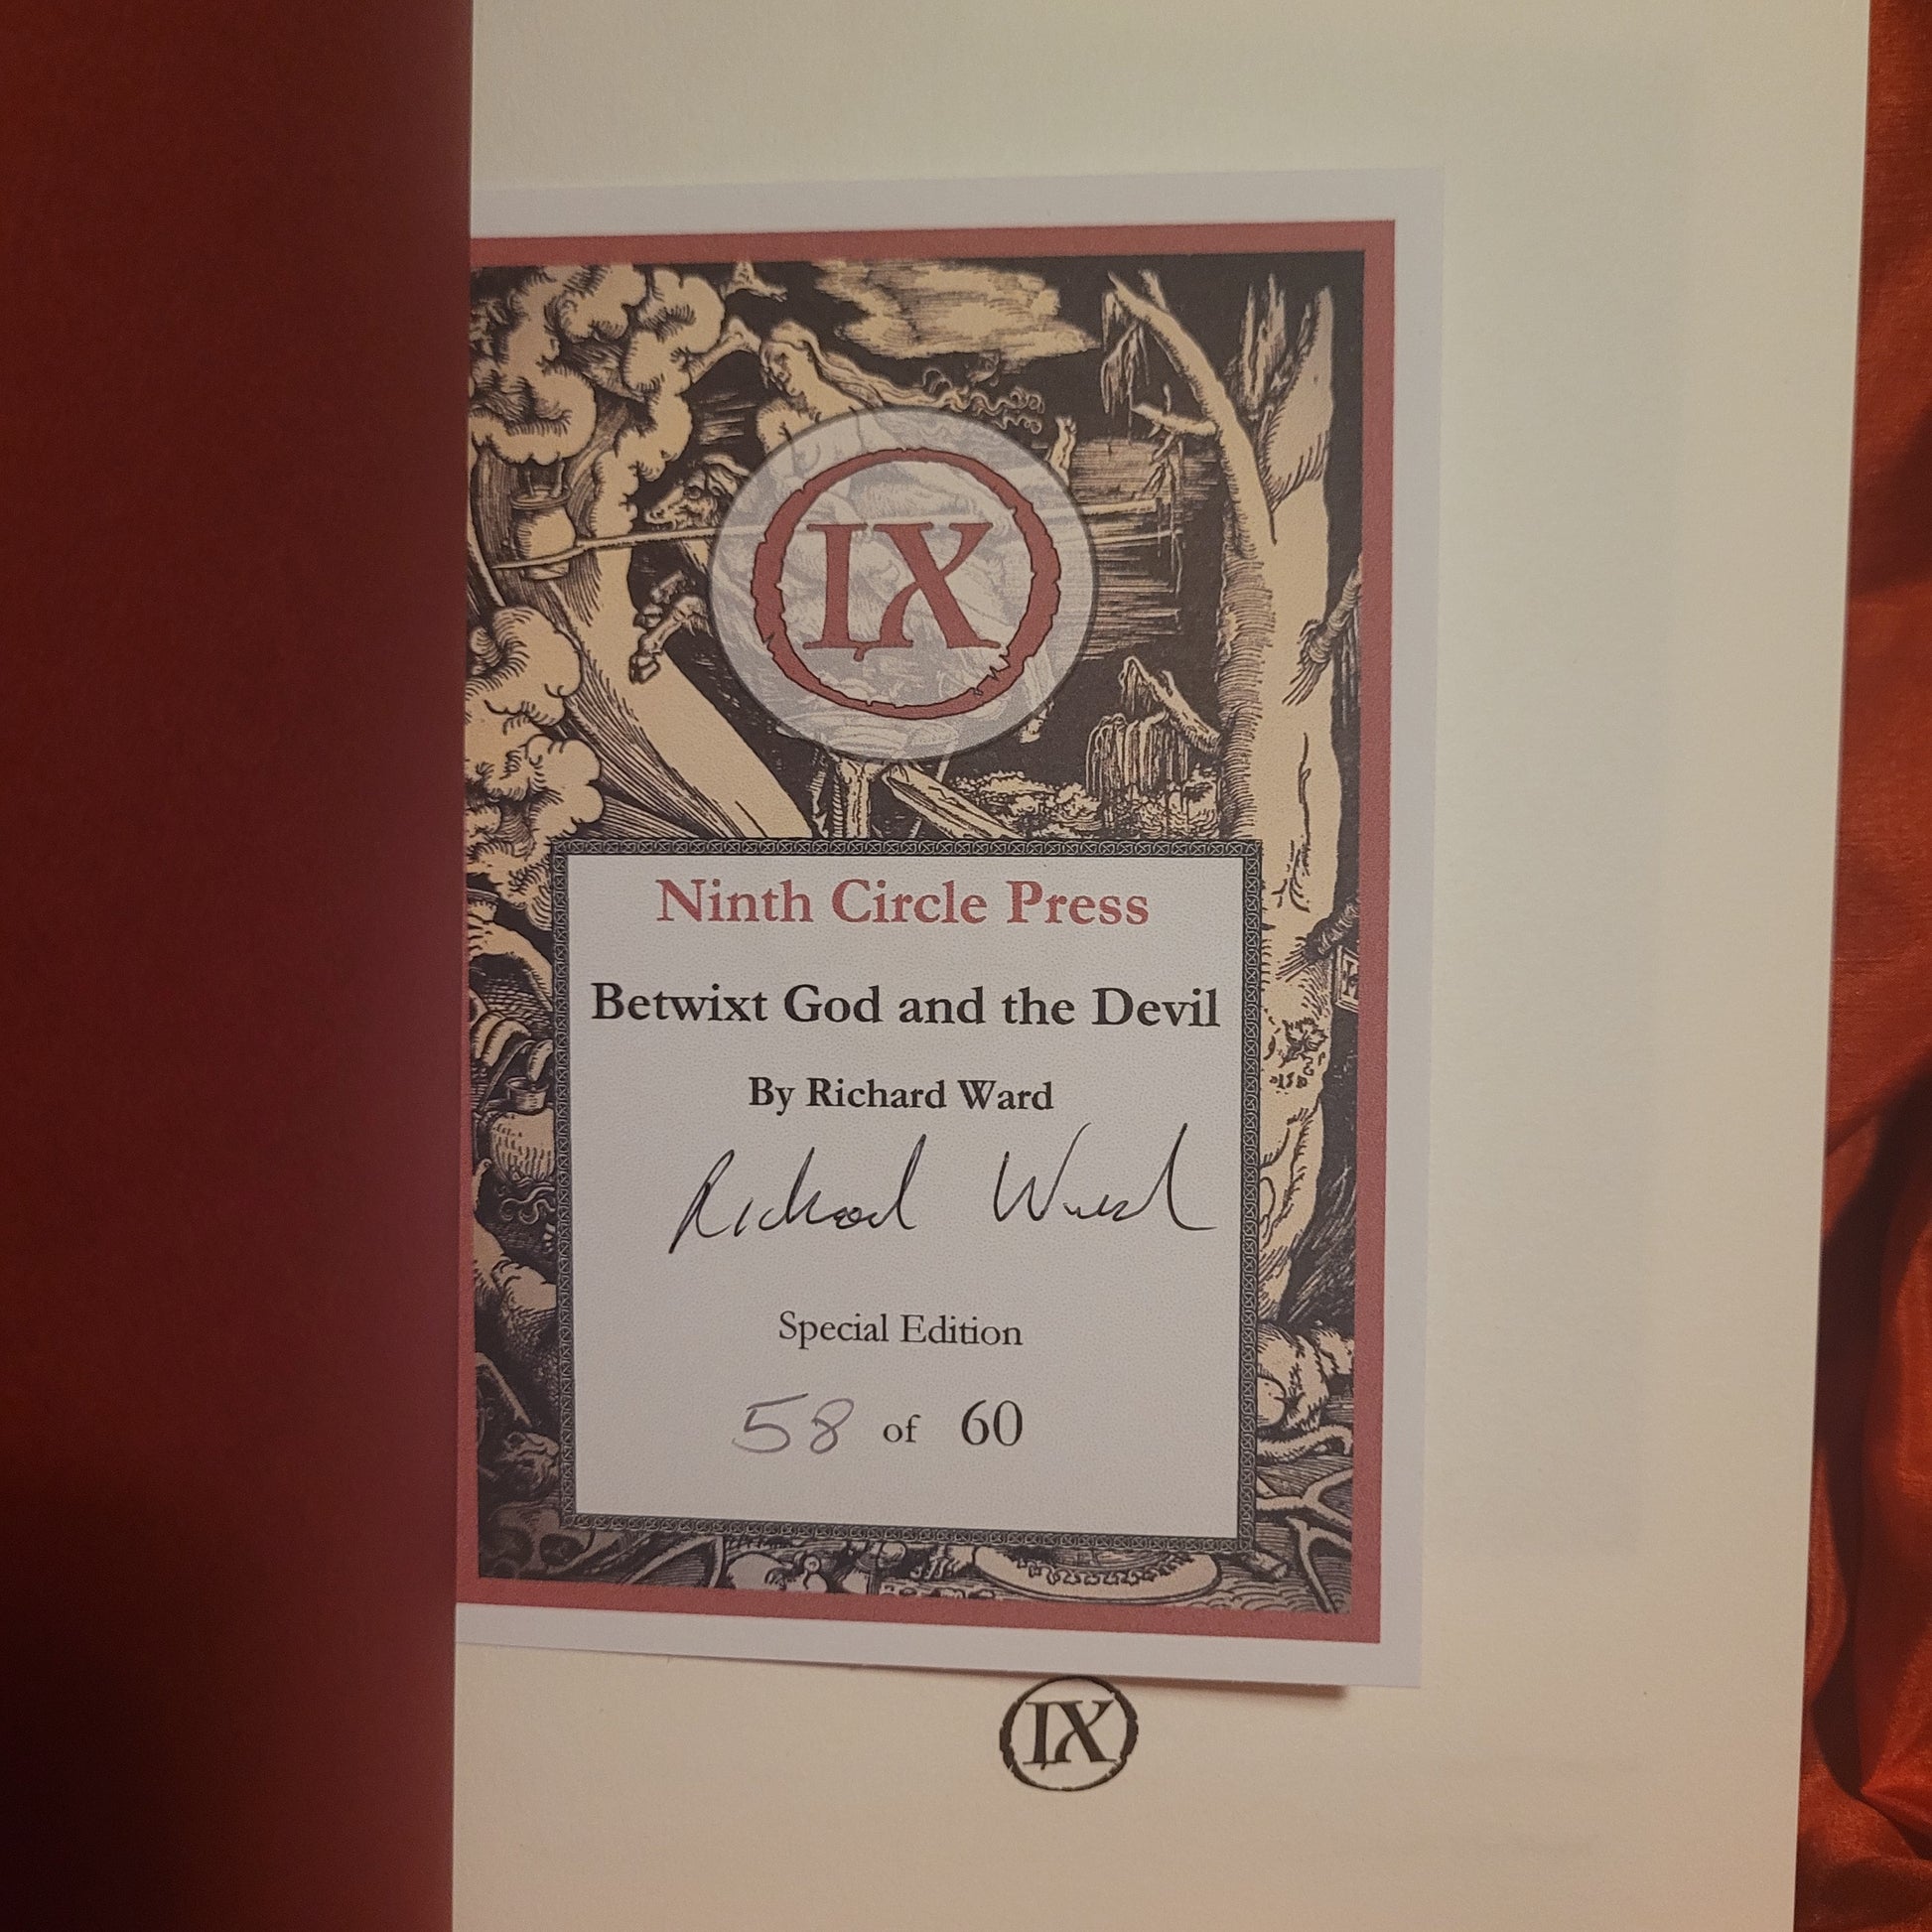 IX
Ninth Circle Press
Betwixt God and the Devil
By Richard Ward
Richard Ward
Special Edition
58 of 60
IX